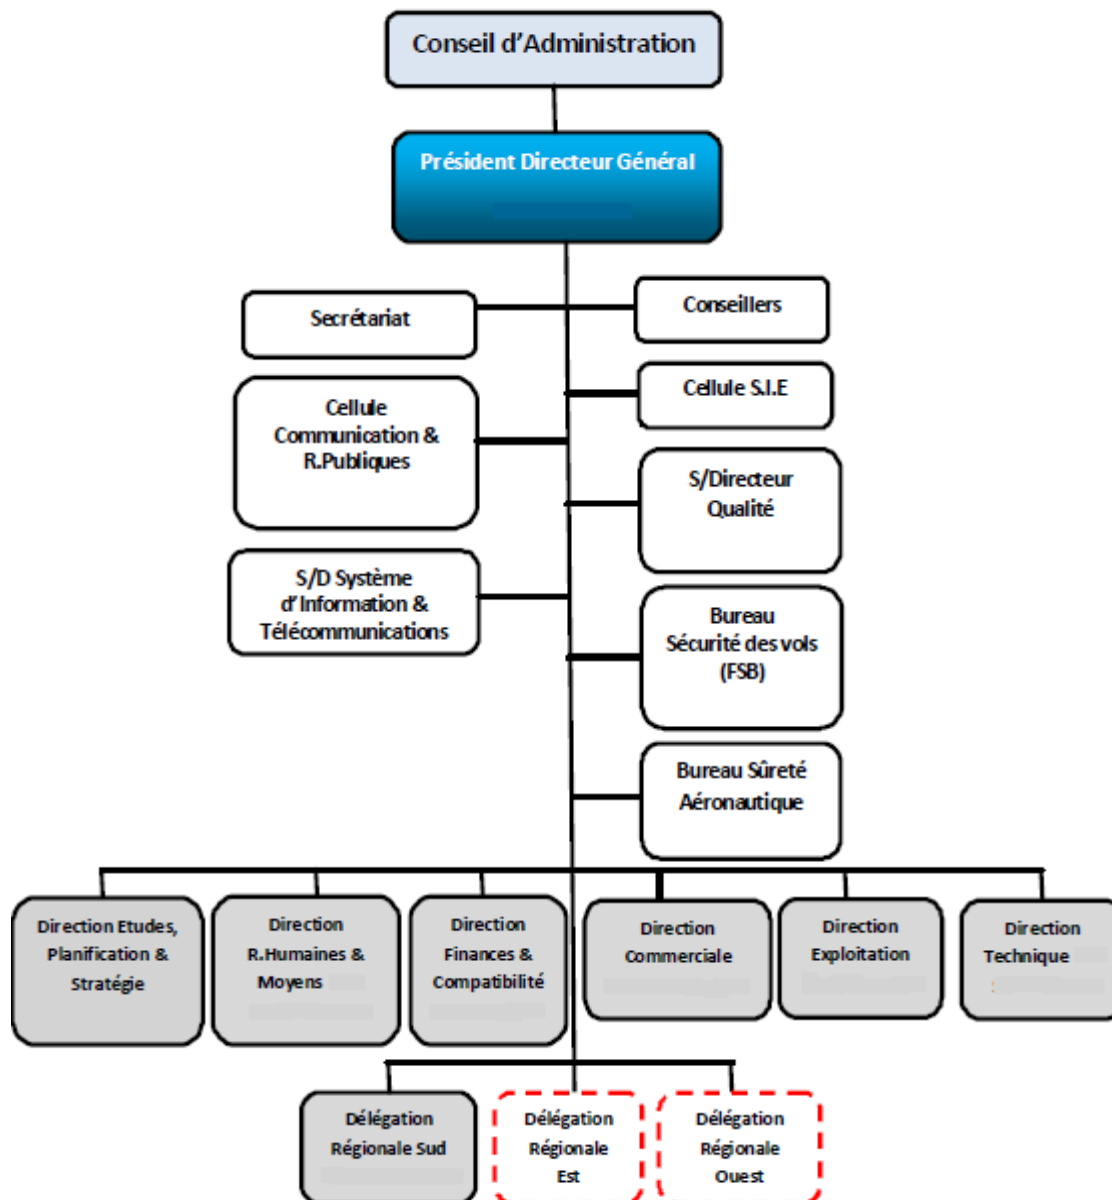 Conseil d'Administration
Président Directeur Général
Secrétariat
Conseillers
Cellule
Communication &
R.Publiques
Cellule S.I.E
S/Directeur
Qualité
S/D Système
d'Information &
Télécommunications
Bureau
Sécurité des vols
(FSB)
Bureau Sûreté
Aéronautique
Direction Etudes,
Planification &
Stratégie
Direction
R.Humaines &
Moyens
Direction
Finances &
Compatibilité
Direction
Commerciale
Direction
Exploitation
Direction
Technique
Délégation
Régionale Sud
Délégation
Régionale
Est
Délégation
Régionale
Ouest